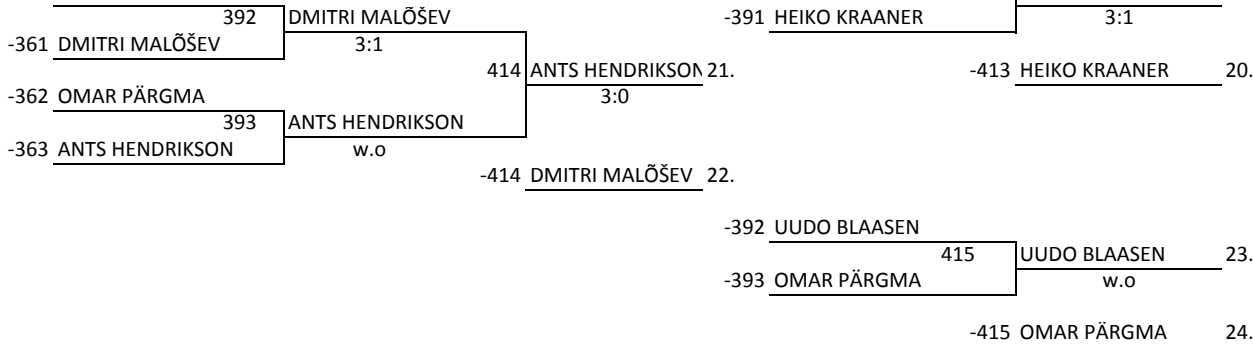 392 DMITRI MALÕŠEV -391 HEIKO KRAANER 3:1
-361 DMITRI MALÕŠEV 3:1
414 ANTS HENDRIKSON 21. -413 HEIKO KRAANER 20.
-362 OMAR PÄRGMA 3:0
393 ANTS HENDRIKSON
-363 ANTS HENDRIKSON w.o
-414 DMITRI MALÕŠEV 22.
-392 UUDO BLAASEN
415 UUDO BLAASEN 23.
-393 OMAR PÄRGMA w.o
-415 OMAR PÄRGMA 24.